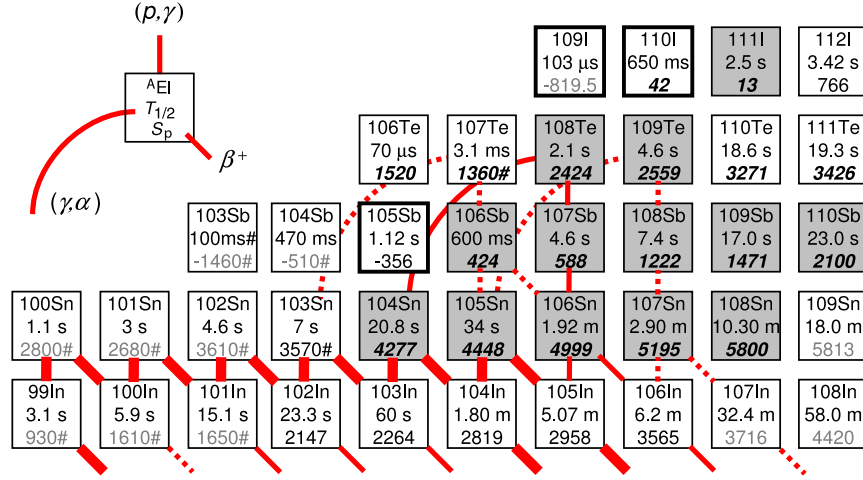 (p,γ)
ᴬEl
T₁/₂
Sₚ
β⁺
(γ,α)
109I 110I 111I 112I
103 μs 650 ms 2.5 s 3.42 s
-819.5 42 13 766
106Te 107Te 108Te 109Te 110Te 111Te
70 μs 3.1 ms 2.1 s 4.6 s 18.6 s 19.3 s
1520 1360# 2424 2559 3271 3426
103Sb 104Sb 105Sb 106Sb 107Sb 108Sb 109Sb 110Sb
100ms# 470 ms 1.12 s 600 ms 4.6 s 7.4 s 17.0 s 23.0 s
-1460# -510# -356 424 588 1222 1471 2100
100Sn 101Sn 102Sn 103Sn 104Sn 105Sn 106Sn 107Sn 108Sn 109Sn
1.1 s 3 s 4.6 s 7 s 20.8 s 34 s 1.92 m 2.90 m 10.30 m 18.0 m
2800# 2680# 3610# 3570# 4277 4448 4999 5195 5800 5813
99In 100In 101In 102In 103In 104In 105In 106In 107In 108In
3.1 s 5.9 s 15.1 s 23.3 s 60 s 1.80 m 5.07 m 6.2 m 32.4 m 58.0 m
930# 1610# 1650# 2147 2264 2819 2958 3565 3716 4420